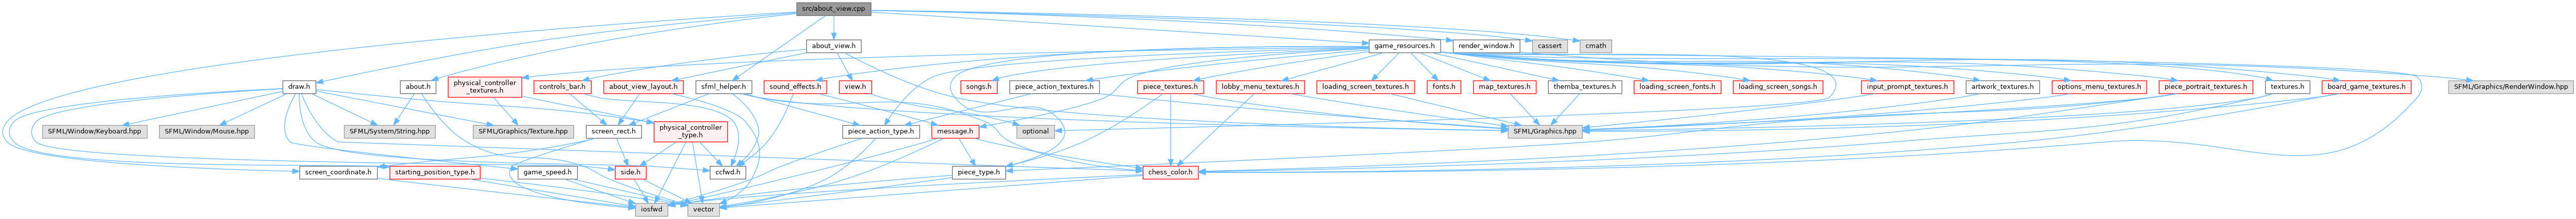 src/about_view.cpp
about_view.h
game_resources.h
render_window.h
cassert
cmath
draw.h
about.h
physical_controller
_textures.h
controls_bar.h
about_view_layout.h
sfml_helper.h
sound_effects.h
view.h
songs.h
piece_action_textures.h
piece_textures.h
lobby_menu_textures.h
loading_screen_textures.h
fonts.h
map_textures.h
themba_textures.h
loading_screen_fonts.h
loading_screen_songs.h
input_prompt_textures.h
artwork_textures.h
options_menu_textures.h
piece_portrait_textures.h
textures.h
board_game_textures.h
SFML/Graphics/RenderWindow.hpp
SFML/Window/Keyboard.hpp
SFML/Window/Mouse.hpp
SFML/System/String.hpp
SFML/Graphics/Texture.hpp
screen_rect.h
physical_controller
_type.h
piece_action_type.h
message.h
optional
SFML/Graphics.hpp
screen_coordinate.h
starting_position_type.h
game_speed.h
side.h
ccfwd.h
piece_type.h
chess_color.h
iosfwd
vector